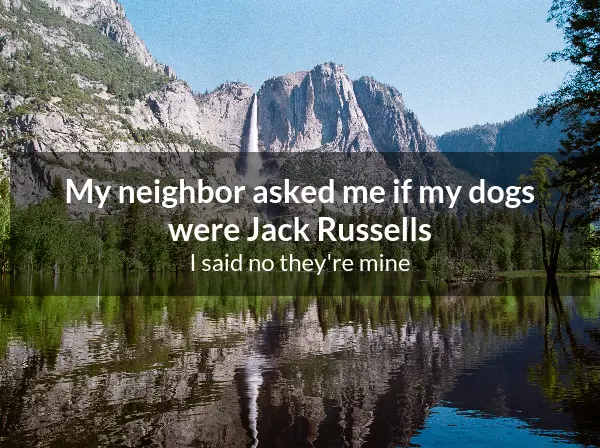 My neighbor asked me if my dogs
were Jack Russells
I said no they're mine